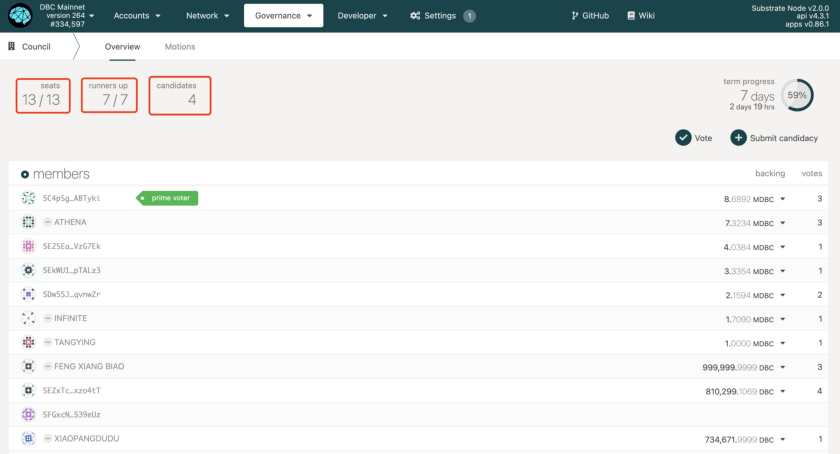 DBC Mainnet
version 264
#334,597
Accounts
Network
Governance
Developer
Settings 1
GitHub
Wiki
Substrate Node v2.0.0
api v4.3.1
apps v0.86.1
Council
Overview
Motions
seats
13/13
runners up
7/7
candidates
4
term progress
7 days
2 days 19 hrs
59%
Vote
Submit candidacy
members backing votes
5C4pSg…ABTyki prime voter 8.6892 MDBC 3
ATHENA 7.3234 MDBC 3
5EZSEa…VzG7Ek 4.0384 MDBC 1
5EkWU1…pTALz3 3.3354 MDBC 1
5Dw55J…qvnwZr 2.1594 MDBC 2
INFINITE 1.7090 MDBC 1
TANGYING 1.0000 MDBC 1
FENG XIANG BIAO 999,999.9999 DBC 3
5EZxTc…xzo4tT 810,299.1069 DBC 4
5FGxcN…539eUz
XIAOPANGDUDU 734,671.9999 DBC 1